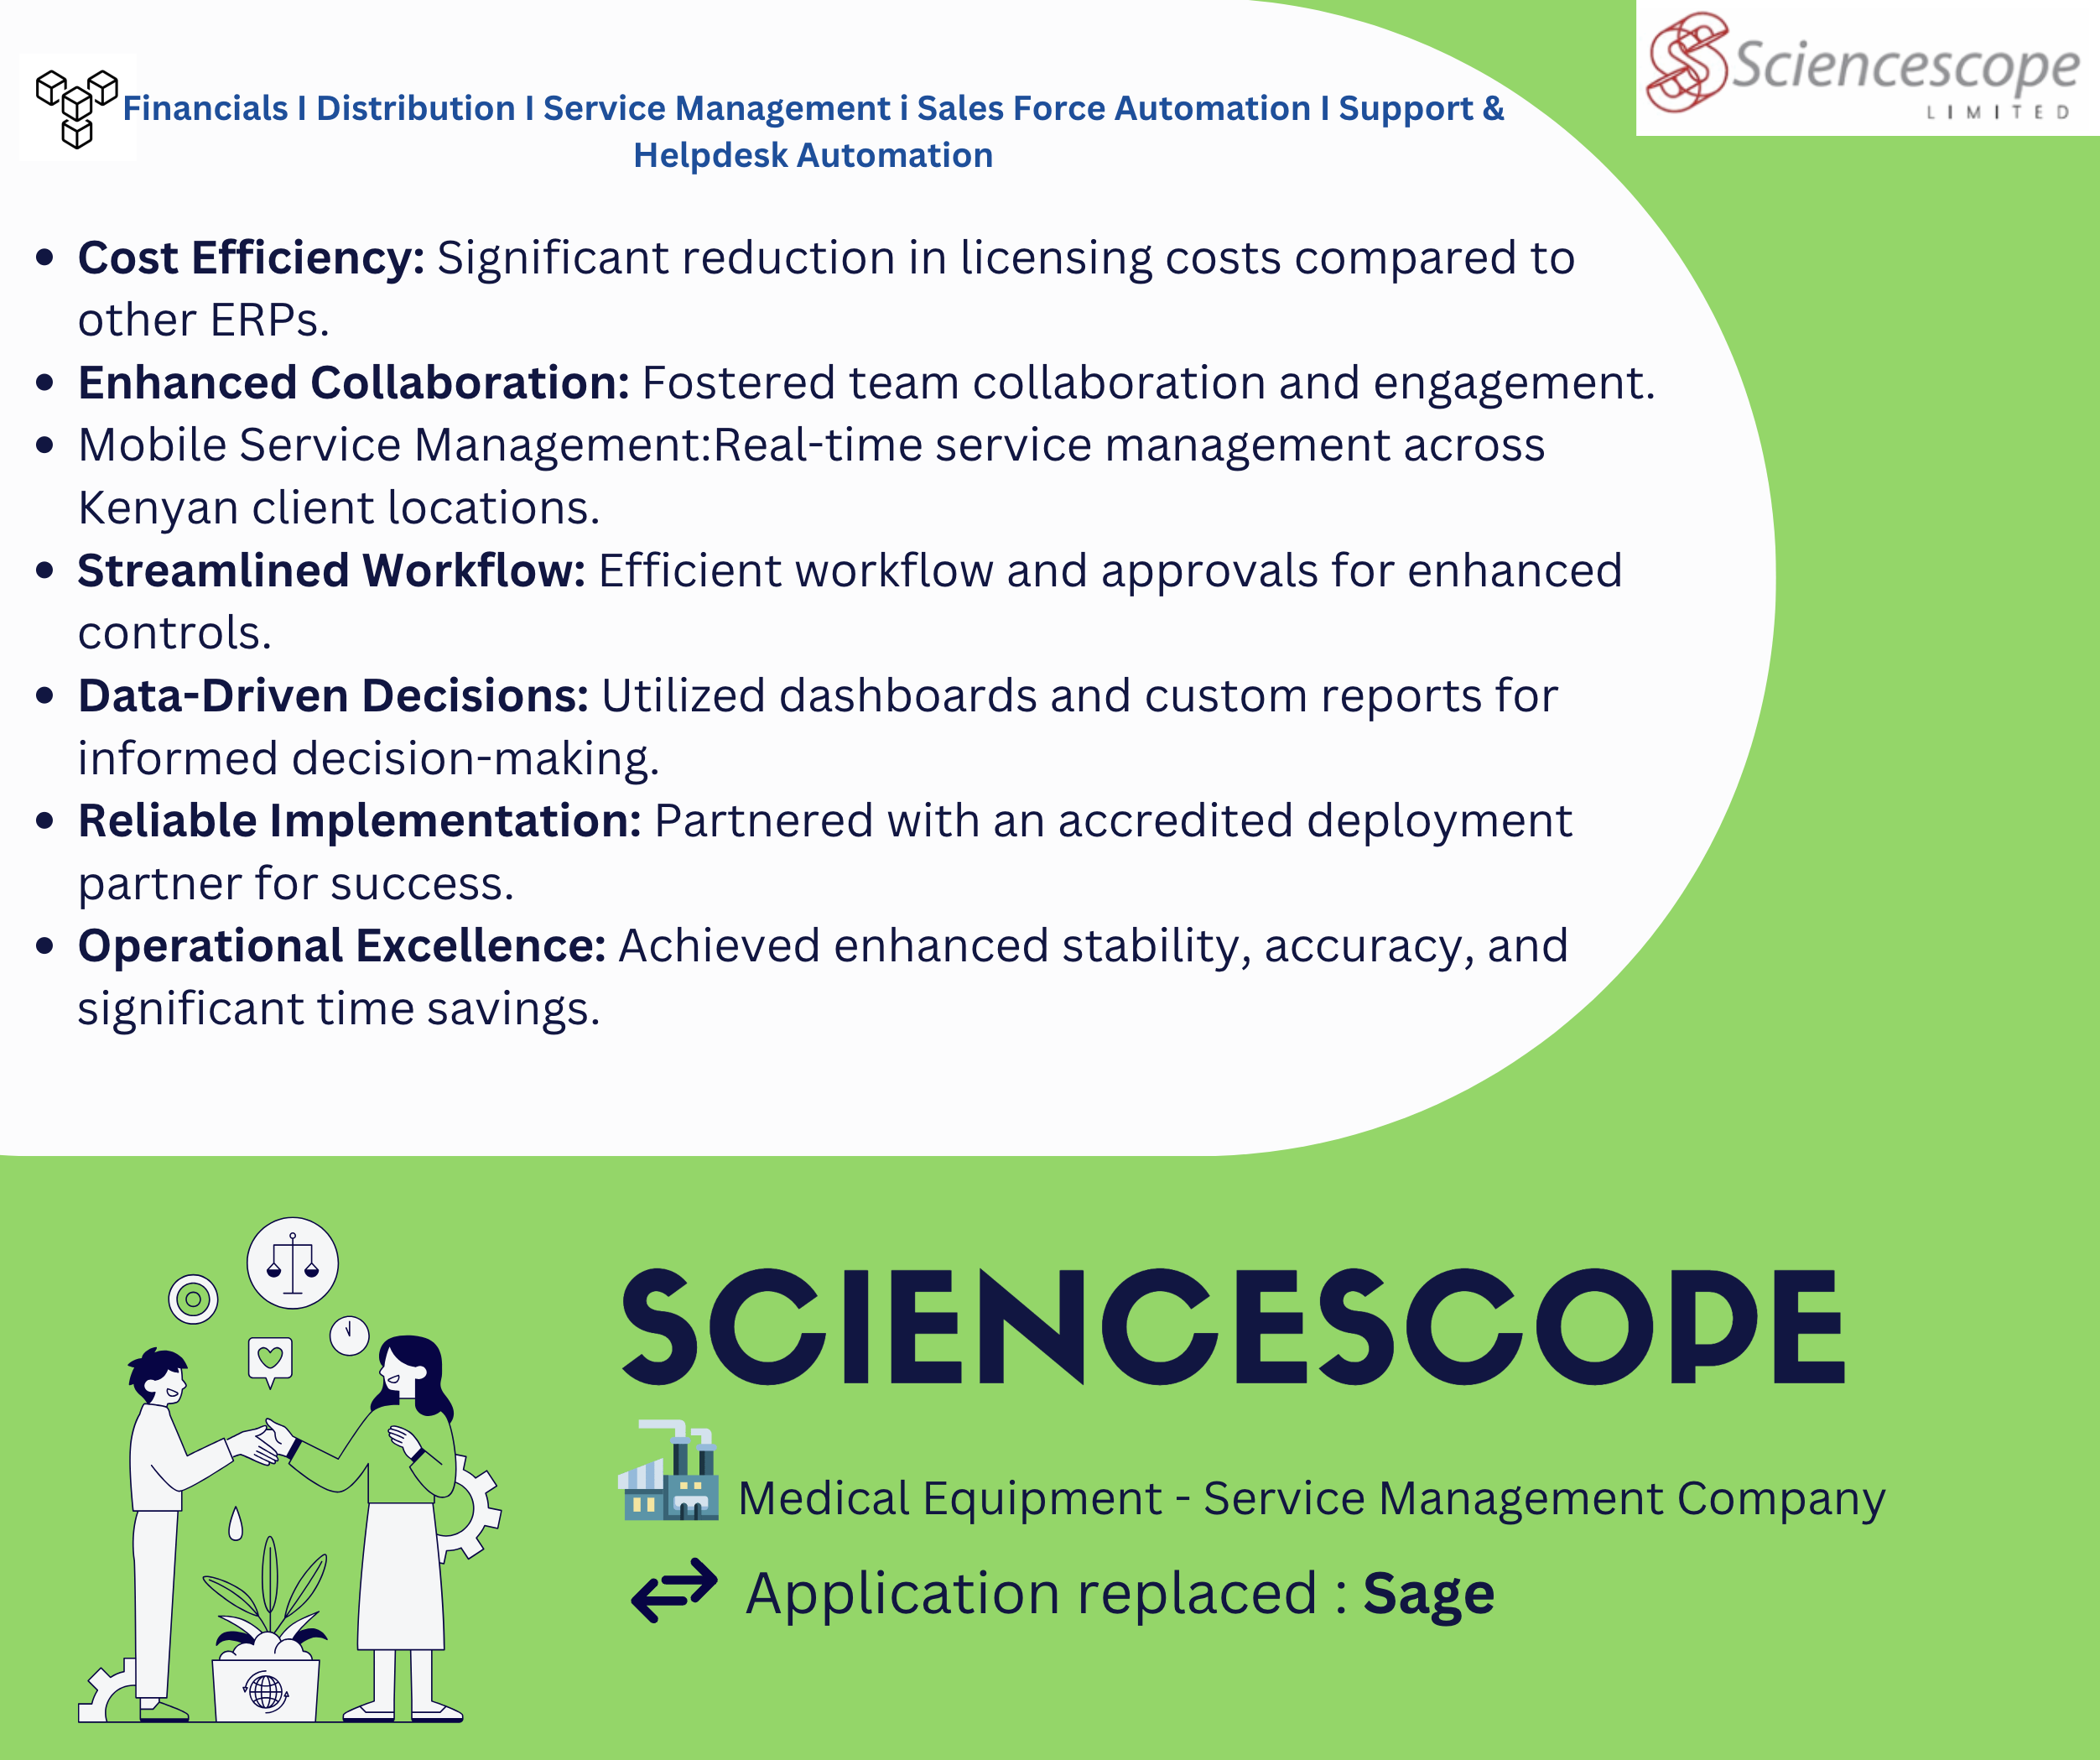 Sciencescope
LIMITED
Financials I Distribution I Service Management i Sales Force Automation I Support &
Helpdesk Automation
• Cost Efficiency: Significant reduction in licensing costs compared to
other ERPs.
• Enhanced Collaboration: Fostered team collaboration and engagement.
• Mobile Service Management:Real-time service management across
Kenyan client locations.
• Streamlined Workflow: Efficient workflow and approvals for enhanced
controls.
• Data-Driven Decisions: Utilized dashboards and custom reports for
informed decision-making.
• Reliable Implementation: Partnered with an accredited deployment
partner for success.
• Operational Excellence: Achieved enhanced stability, accuracy, and
significant time savings.
SCIENCESCOPE
Medical Equipment - Service Management Company
Application replaced : Sage